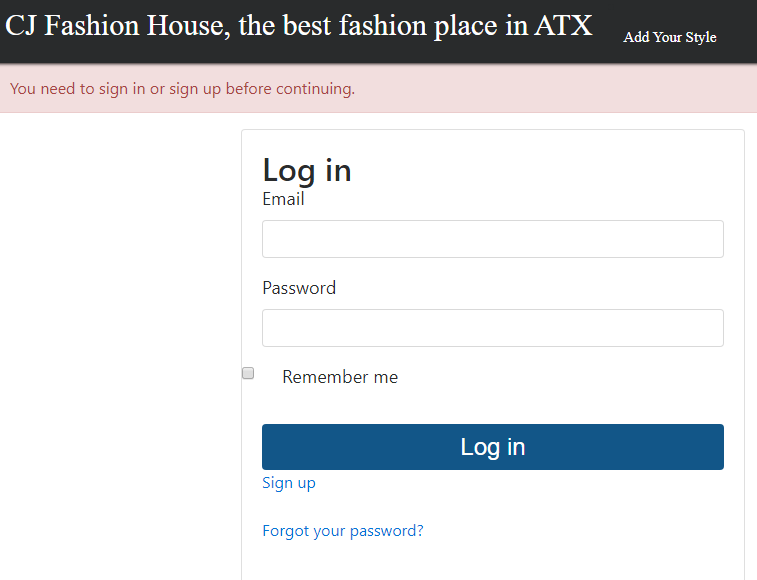 CJ Fashion House, the best fashion place in ATX
Add Your Style
You need to sign in or sign up before continuing.
Log in
Email
Password
Remember me
Log in
Sign up
Forgot your password?